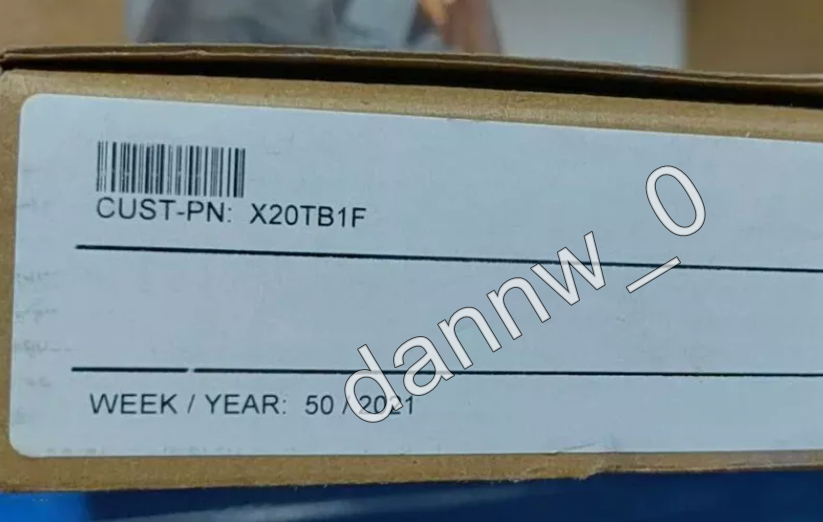 CUST-PN: X20TB1F
WEEK / YEAR: 50 / 2021
dannw_0